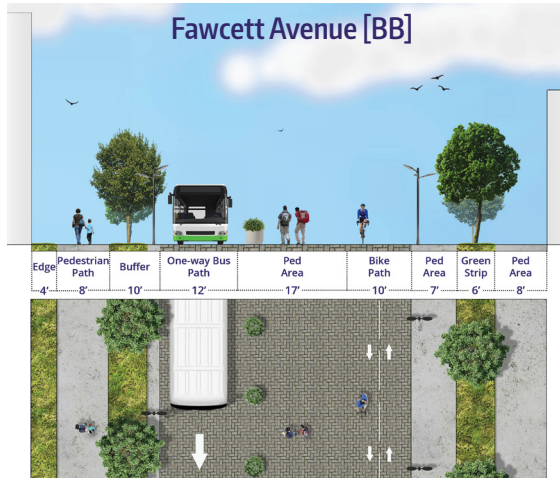 Fawcett Avenue [BB]
Edge
Pedestrian
Path
Buffer
One-way Bus
Path
Ped
Area
Bike
Path
Ped
Area
Green
Strip
Ped
Area
4'
8'
10'
12'
17'
10'
7'
6'
8'